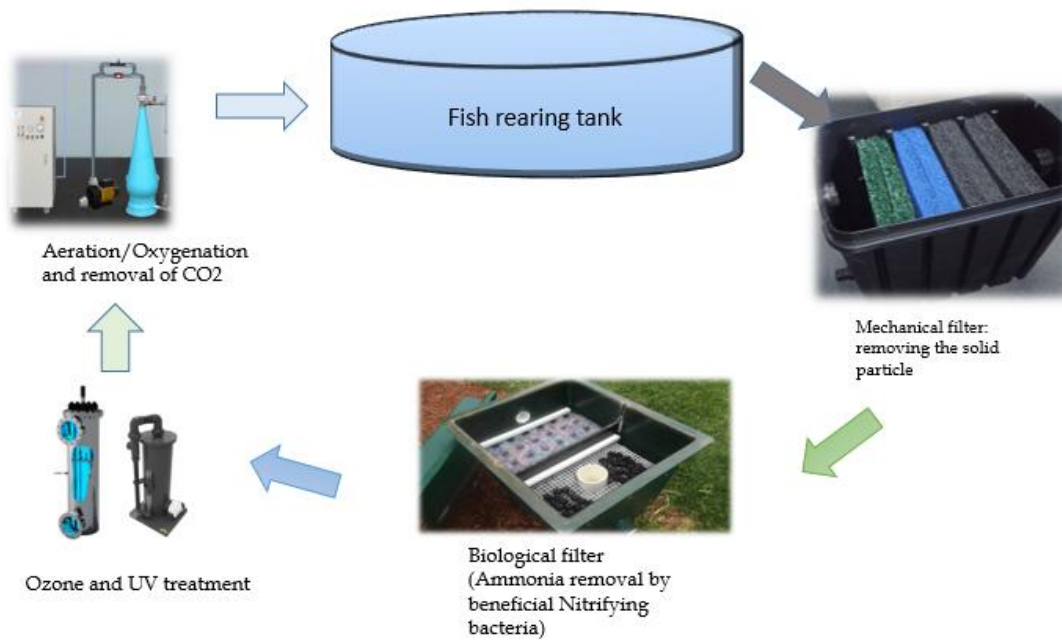 Fish rearing tank
Aeration/Oxygenation
and removal of CO2
Mechanical filter:
removing the solid
particle
Biological filter
(Ammonia removal by
beneficial Nitrifying
bacteria)
Ozone and UV treatment